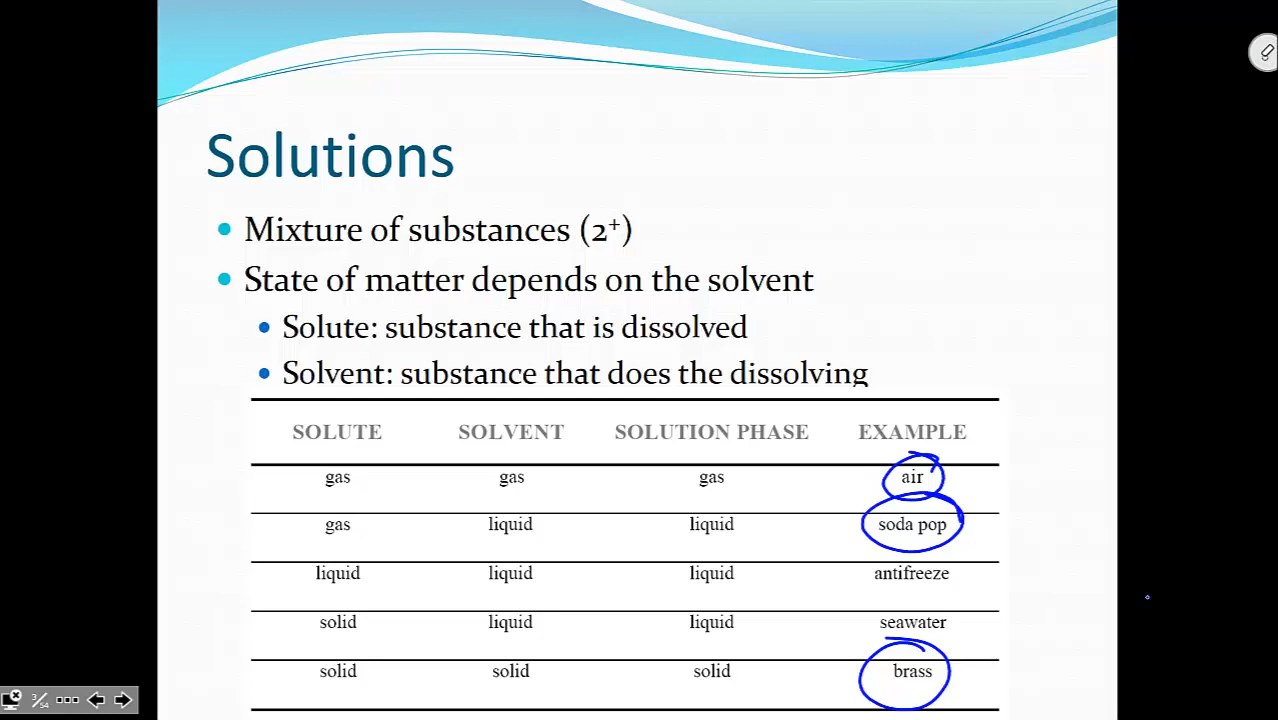 Solutions
Mixture of substances (2⁺)
State of matter depends on the solvent
Solute: substance that is dissolved
Solvent: substance that does the dissolving
SOLUTE SOLVENT SOLUTION PHASE EXAMPLE
gas gas gas air
gas liquid liquid soda pop
liquid liquid liquid antifreeze
solid liquid liquid seawater
solid solid solid brass
3/54